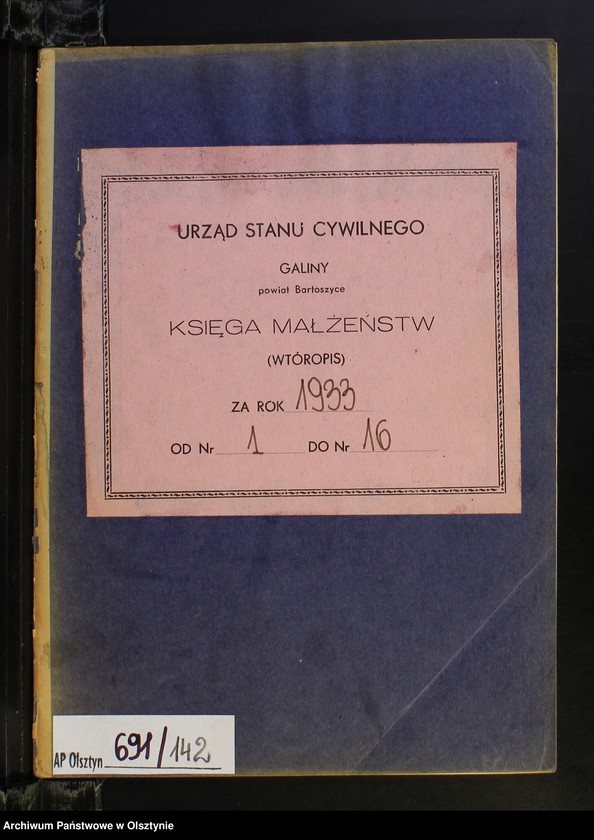 URZĄD STANU CYWILNEGO
GALINY
powiat Bartoszyce
KSIĘGA MAŁŻEŃSTW
(WTÓROPIS)
ZA ROK 1933
OD Nr 1 DO Nr 16
AP Olsztyn 691/142
Archiwum Państwowe w Olsztynie